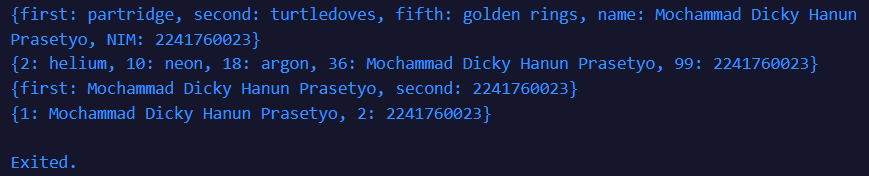 {first: partridge, second: turtledoves, fifth: golden rings, name: Mochammad Dicky Hanun
Prasetyo, NIM: 2241760023}
{2: helium, 10: neon, 18: argon, 36: Mochammad Dicky Hanun Prasetyo, 99: 2241760023}
{first: Mochammad Dicky Hanun Prasetyo, second: 2241760023}
{1: Mochammad Dicky Hanun Prasetyo, 2: 2241760023}
Exited.